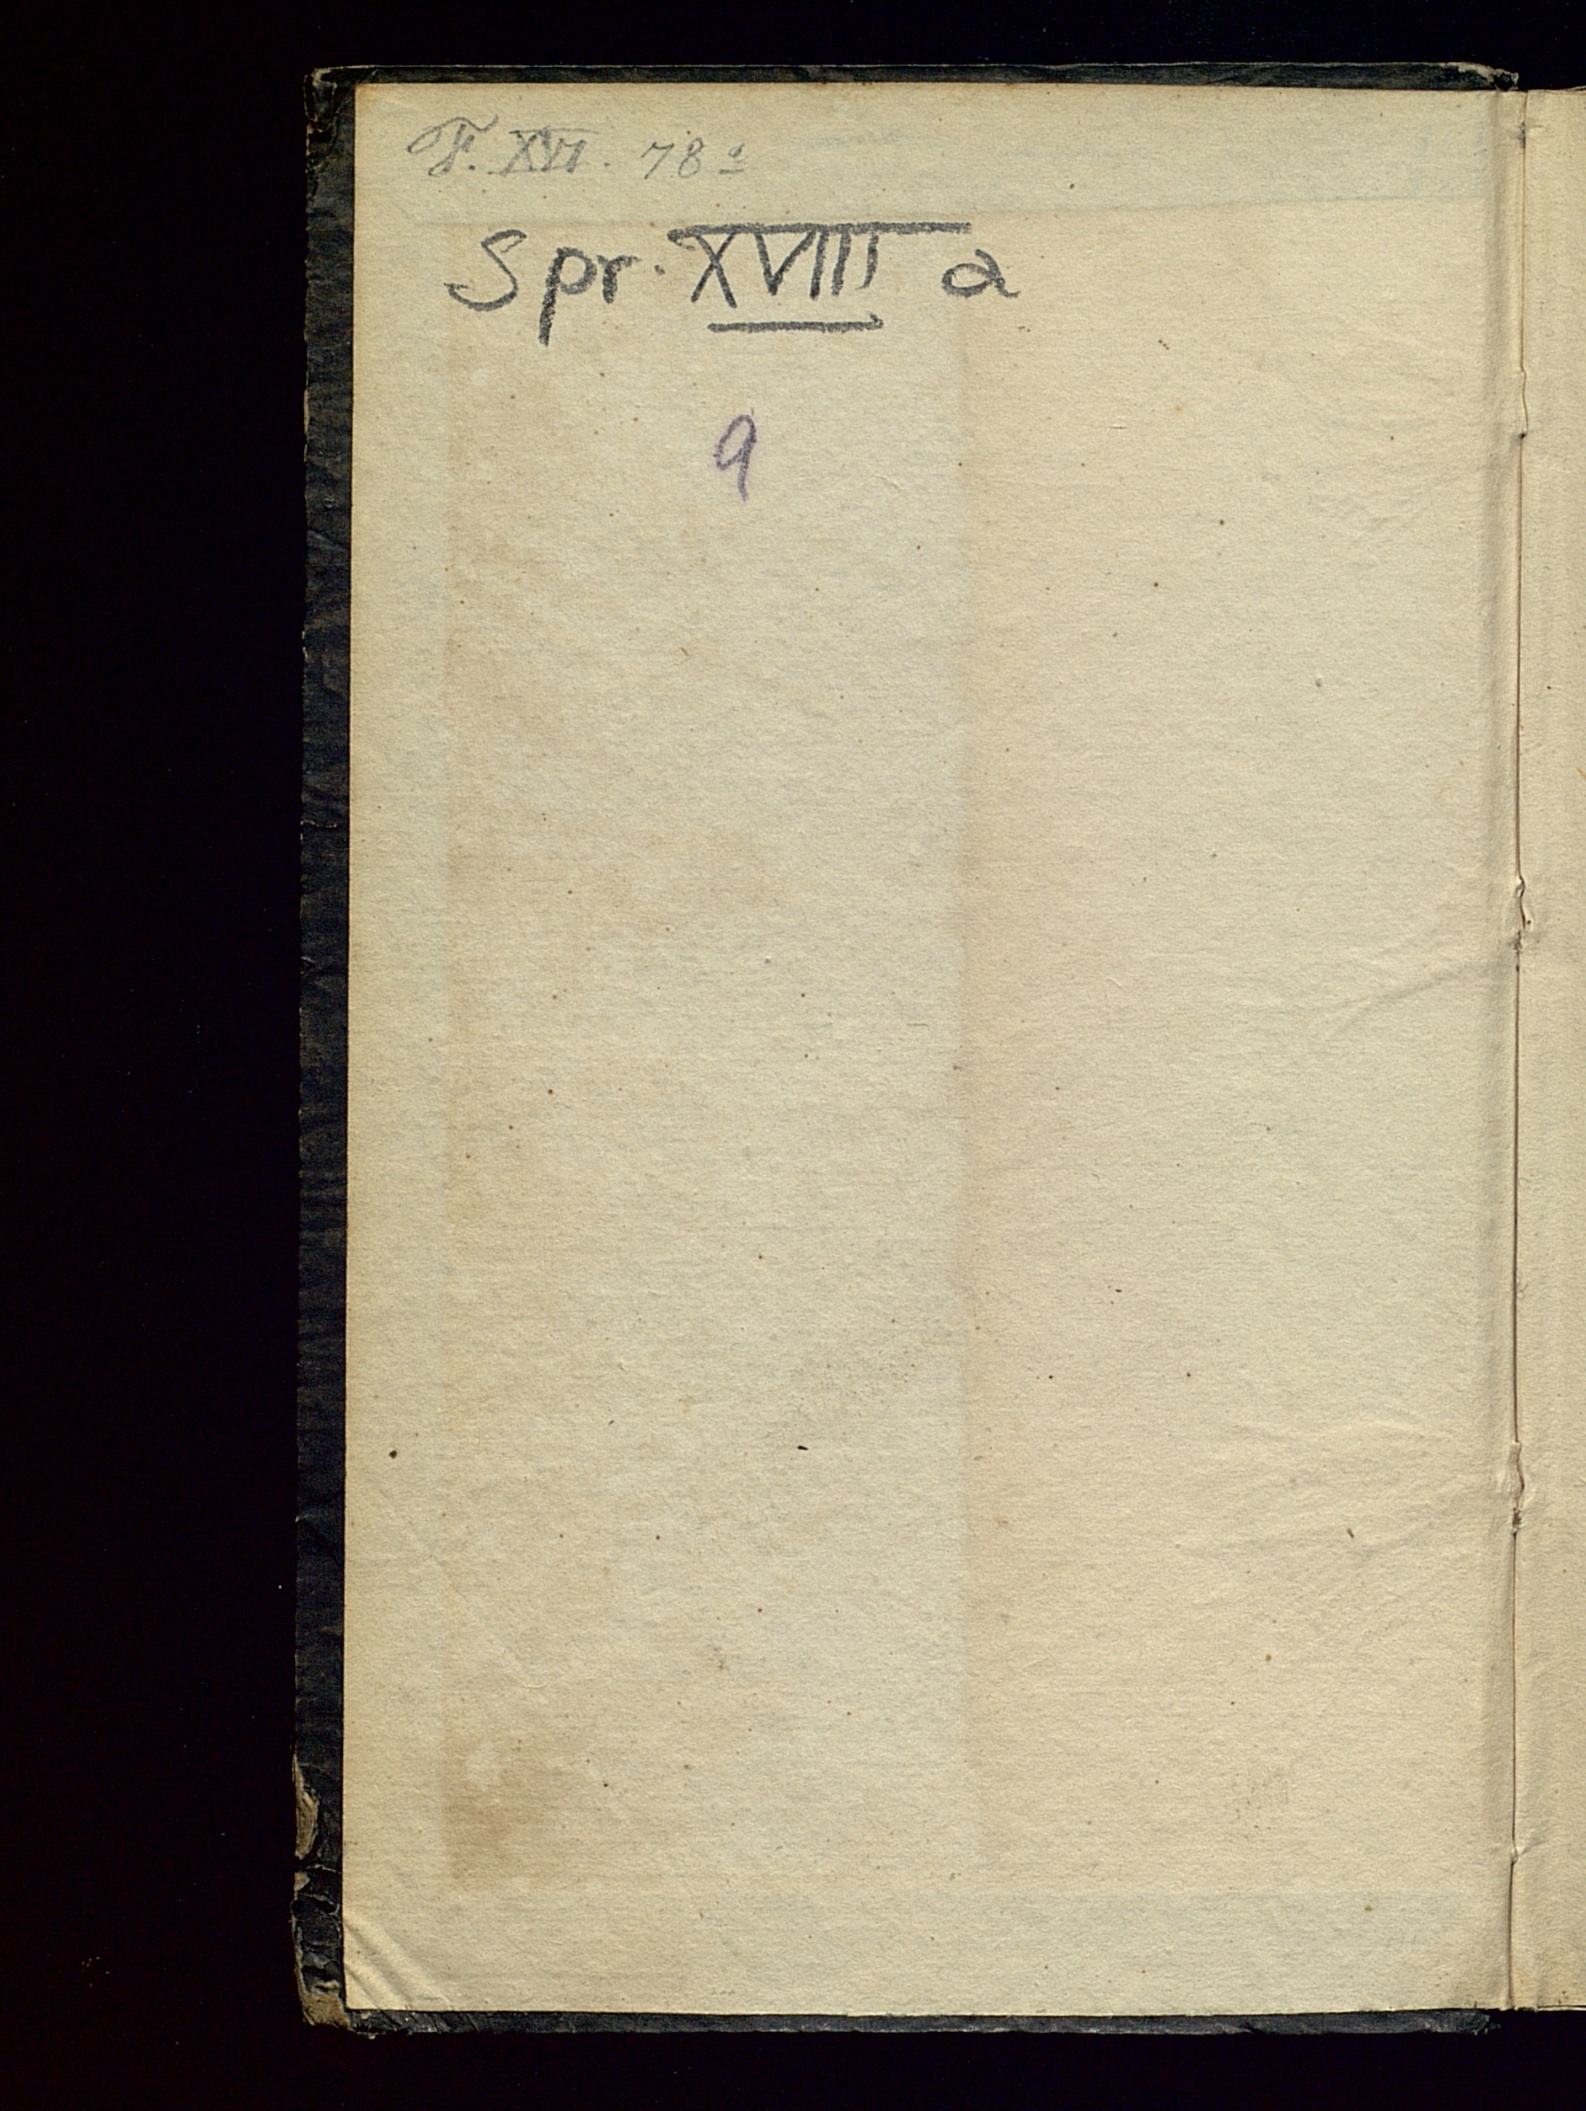 F. XVI. 78 a
Spr. XVIII a
9